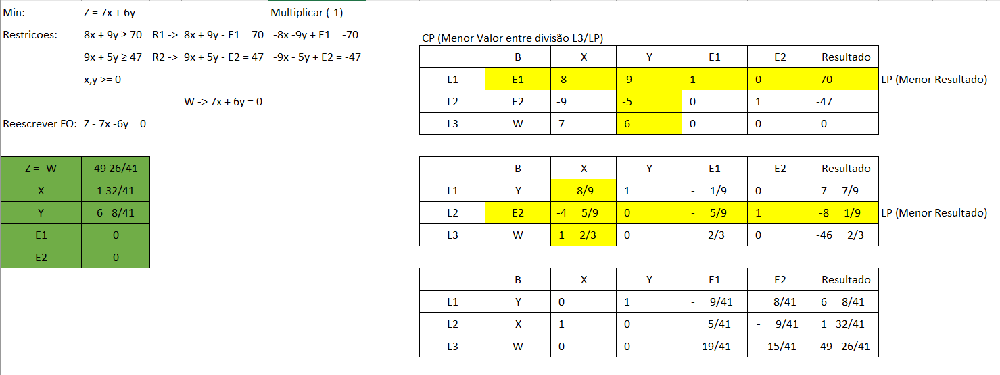 Min: Z = 7x + 6y Multiplicar (-1)
Restricoes: 8x + 9y ≥ 70 R1 -> 8x + 9y - E1 = 70 -8x -9y + E1 = -70
CP (Menor Valor entre divisão L3/LP)
9x + 5y ≥ 47 R2 -> 9x + 5y - E2 = 47 -9x - 5y + E2 = -47
B X Y E1 E2 Resultado
x,y >= 0
L1 E1 -8 -9 1 0 -70 LP (Menor Resultado)
W -> 7x + 6y = 0
L2 E2 -9 -5 0 1 -47
Reescrever FO: Z - 7x -6y = 0
L3 W 7 6 0 0 0
Z = -W 49 26/41
X 1 32/41
Y 6 8/41
E1 0
E2 0
B X Y E1 E2 Resultado
L1 Y 8/9 1 - 1/9 0 7 7/9
L2 E2 -4 5/9 0 - 5/9 1 -8 1/9 LP (Menor Resultado)
L3 W 1 2/3 0 2/3 0 -46 2/3
B X Y E1 E2 Resultado
L1 Y 0 1 - 9/41 8/41 6 8/41
L2 X 1 0 5/41 - 9/41 1 32/41
L3 W 0 0 19/41 15/41 -49 26/41